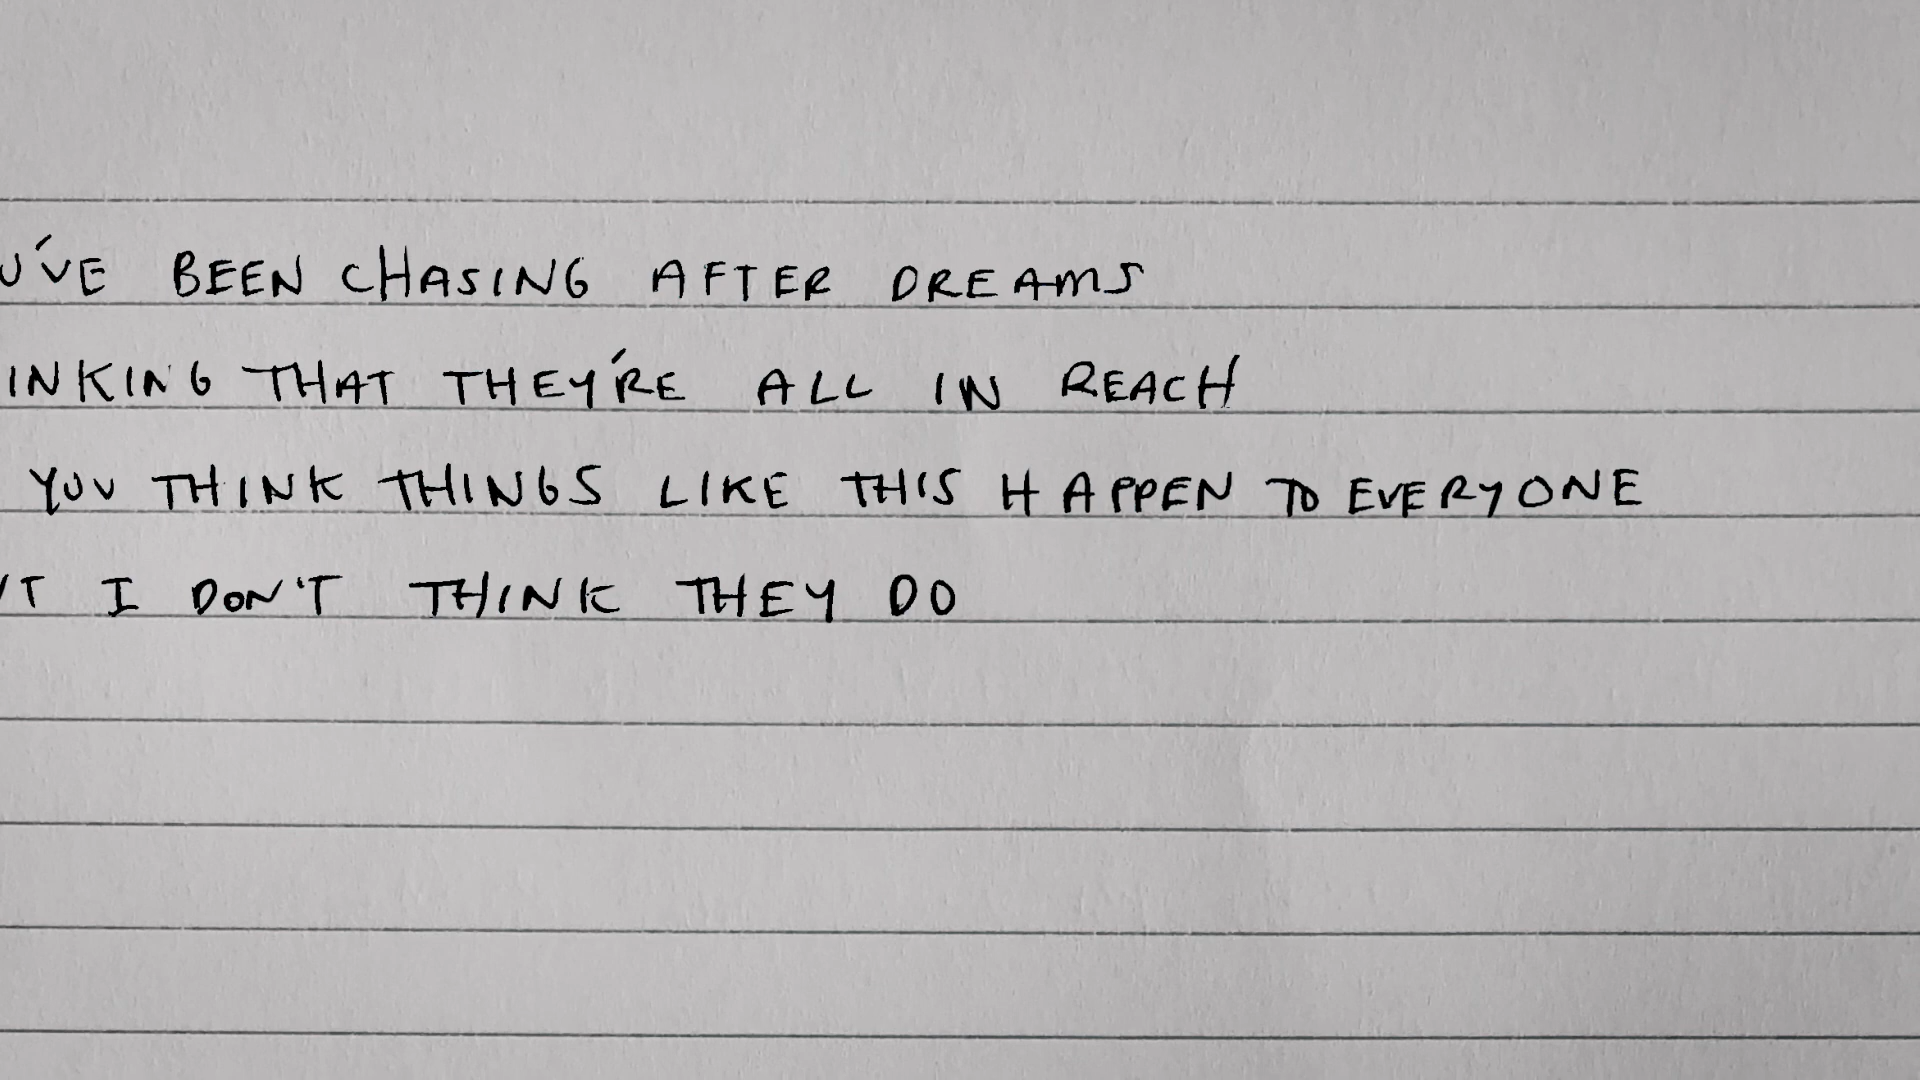 U'VE BEEN CHASING AFTER DREAMS
INKING THAT THEY'RE ALL IN REACH
YOU THINK THINGS LIKE THIS HAPPEN TO EVERYONE
T I DON'T THINK THEY DO